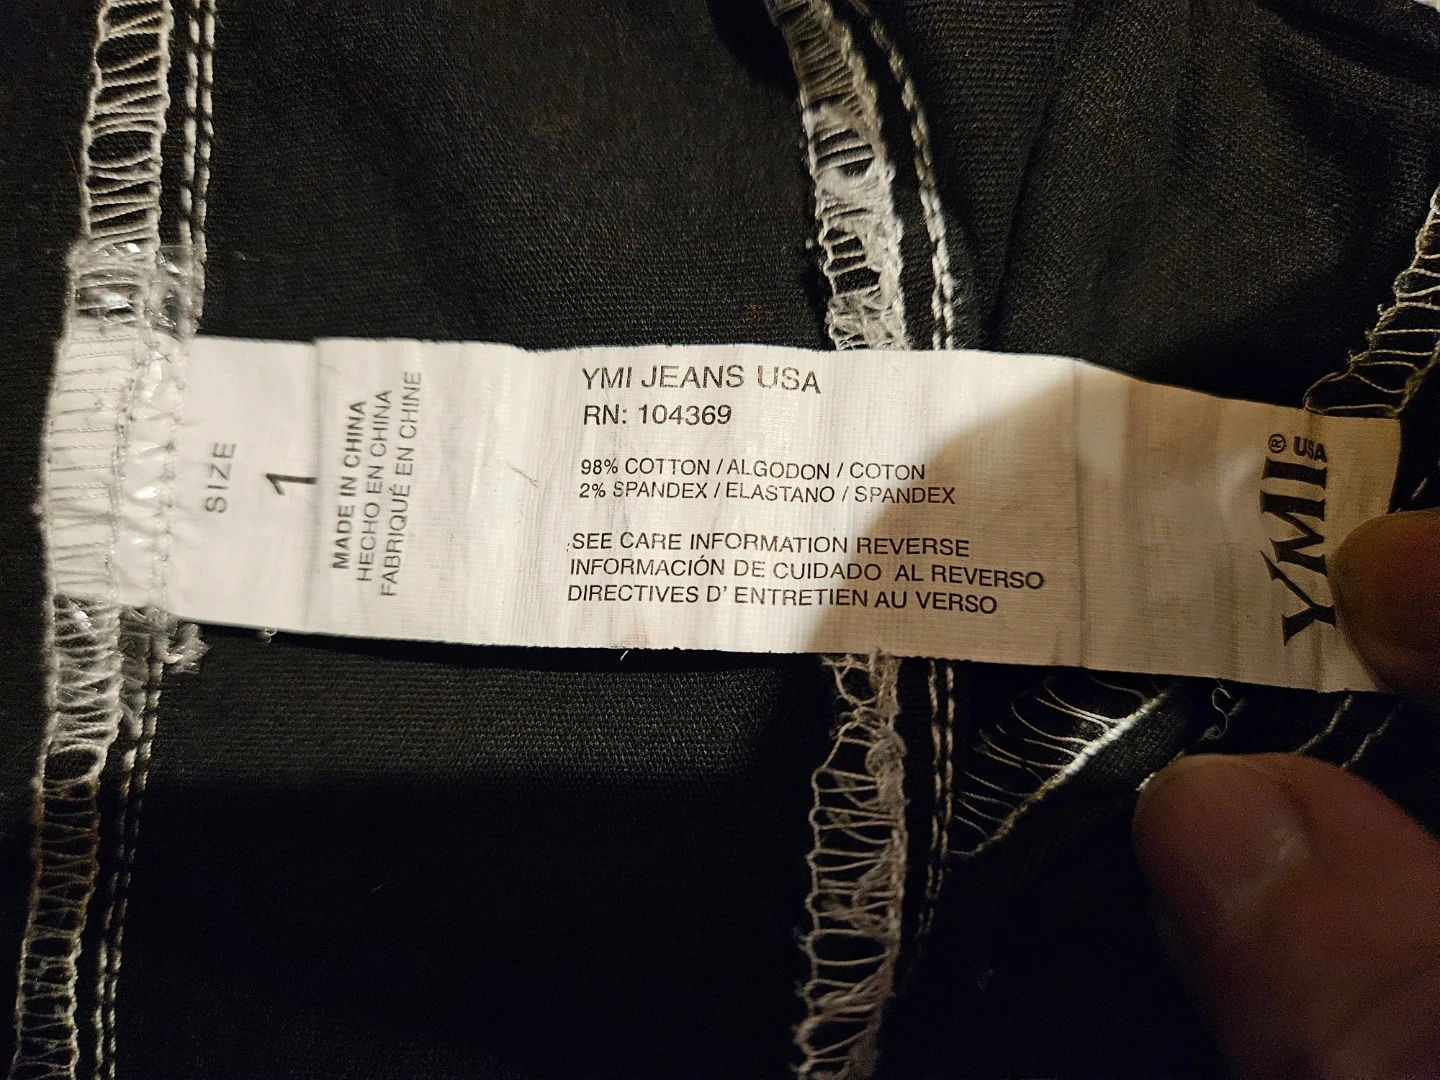 SIZE
1
MADE IN CHINA
HECHO EN CHINA
FABRIQUÉ EN CHINE
YMI JEANS USA
RN: 104369
98% COTTON / ALGODON / COTON
2% SPANDEX / ELASTANO / SPANDEX
SEE CARE INFORMATION REVERSE
INFORMACIÓN DE CUIDADO AL REVERSO
DIRECTIVES D' ENTRETIEN AU VERSO
YMI® USA